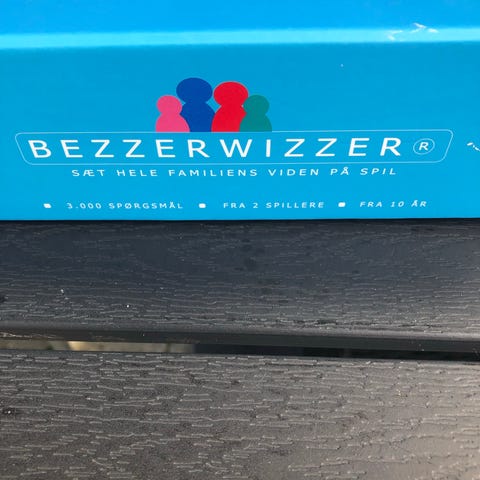 BEZZERWIZZER®
SÆT HELE FAMILIENS VIDEN PÅ SPIL
3.000 SPØRGSMÅL FRA 2 SPILLERE FRA 10 ÅR